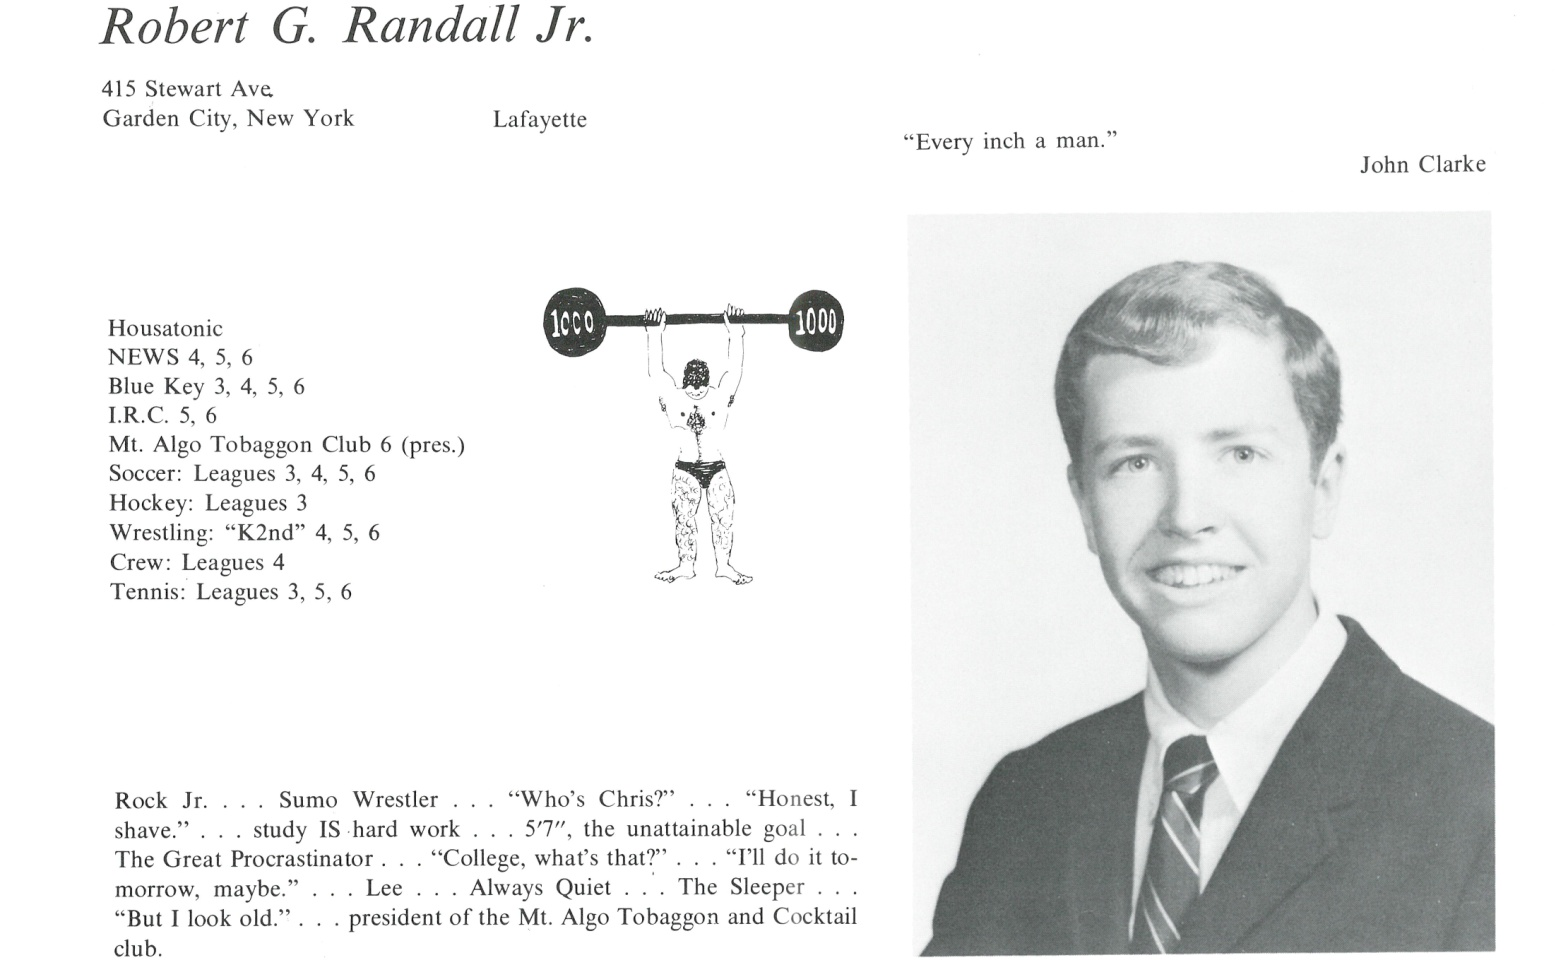 Robert G. Randall Jr.
415 Stewart Ave.
Garden City, New York
Lafayette
"Every inch a man."
John Clarke
1000
1000
Housatonic
NEWS 4, 5, 6
Blue Key 3, 4, 5, 6
I.R.C. 5, 6
Mt. Algo Tobaggon Club 6 (pres.)
Soccer: Leagues 3, 4, 5, 6
Hockey: Leagues 3
Wrestling: "K2nd" 4, 5, 6
Crew: Leagues 4
Tennis: Leagues 3, 5, 6
Rock Jr. . . . Sumo Wrestler . . . "Who's Chris?" . . . "Honest, I
shave." . . . study IS hard work . . . 5'7", the unattainable goal . . .
The Great Procrastinator . . . "College, what's that?" . . . "I'll do it to-
morrow, maybe." . . . Lee . . . Always Quiet . . . The Sleeper . . .
"But I look old." . . . president of the Mt. Algo Tobaggon and Cocktail
club.